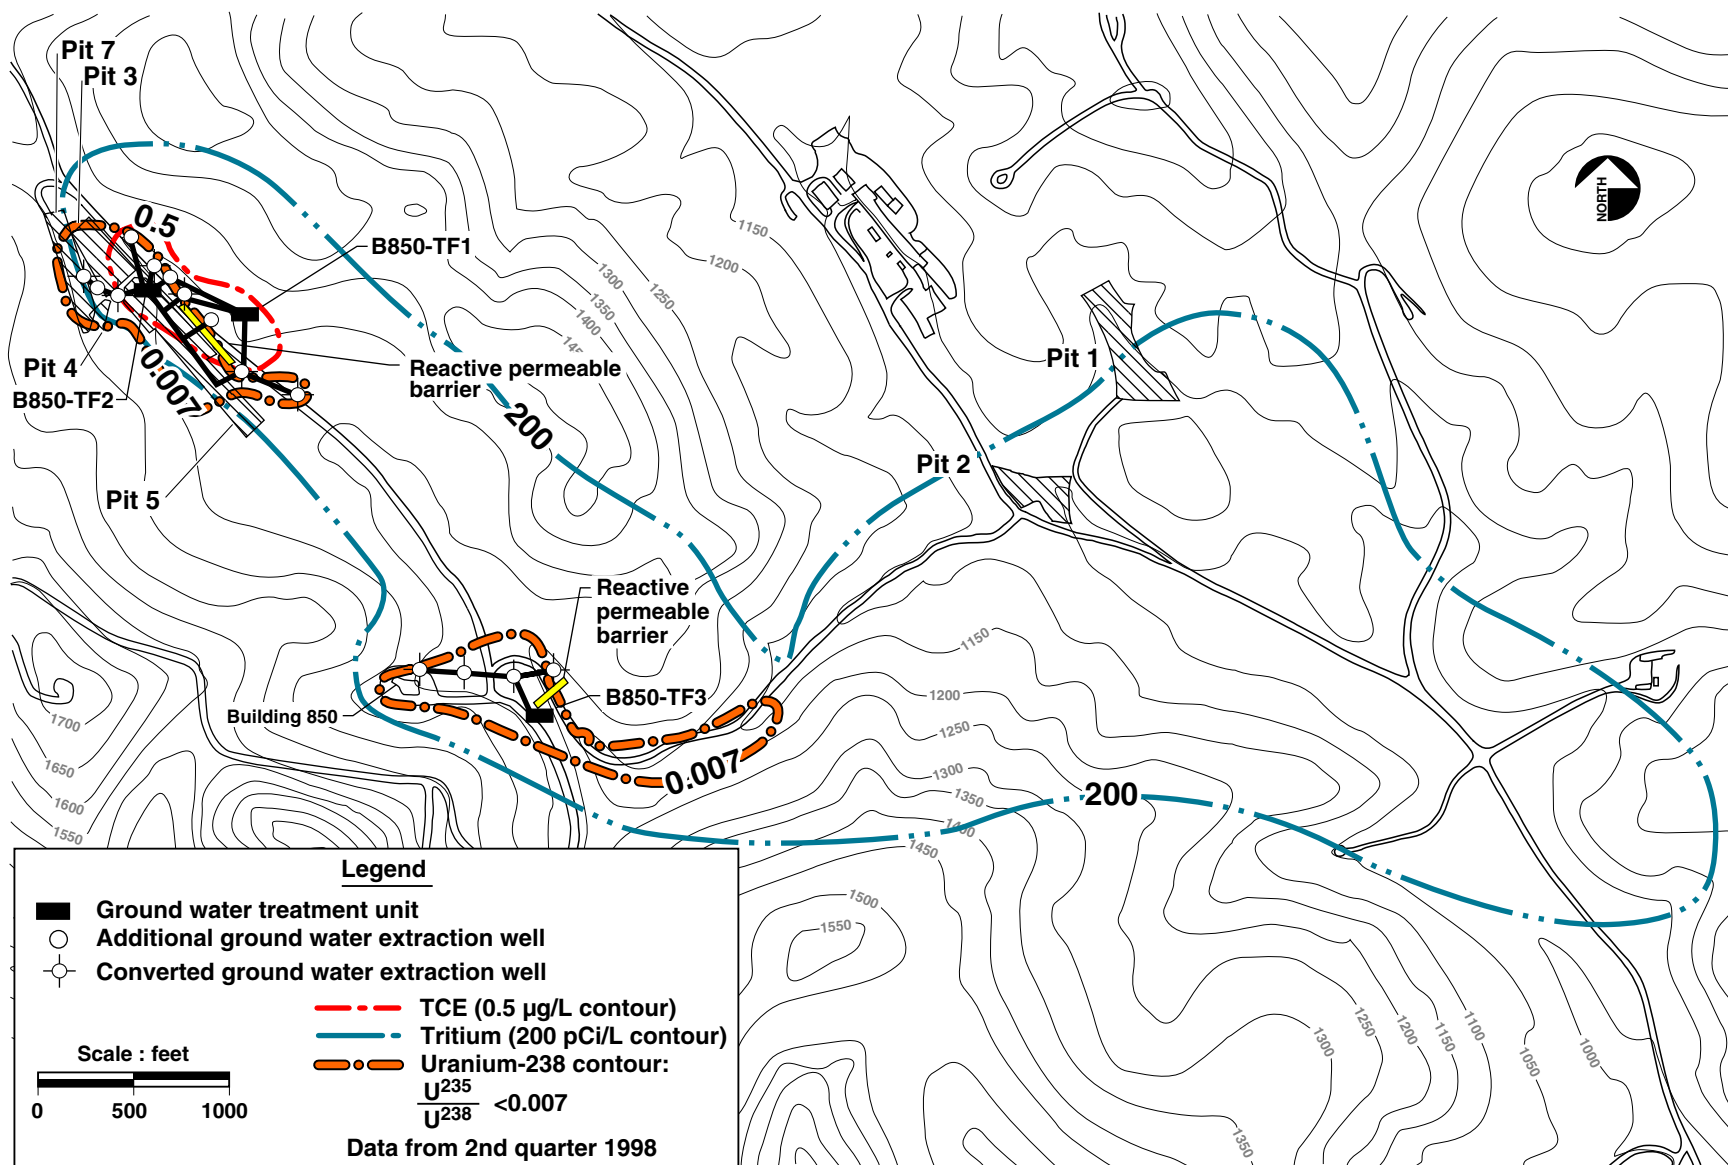 Pit 7
Pit 3
0.5
B850-TF1
NORTH
1150
1200
1250
1300
1350
1400
Reactive permeable
barrier
Pit 4
B850-TF2
0.007
200
Pit 1
Pit 2
Pit 5
Reactive
permeable
barrier
B850-TF3
Building 850
0.007
200
1150
1200
1250
1300
1350
1400
1450
1500
1550
1700
1650
1600
1550
1300
1250
1200
1150
1100
1050
1000
1350
Legend
Ground water treatment unit
Additional ground water extraction well
Converted ground water extraction well
TCE (0.5 µg/L contour)
Tritium (200 pCi/L contour)
Uranium-238 contour:
U235
U238 <0.007
Scale : feet
0 500 1000
Data from 2nd quarter 1998